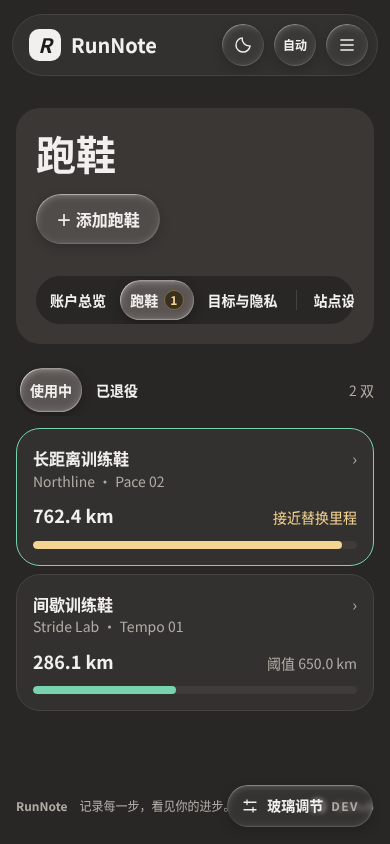 R RunNote 自动
跑鞋
+ 添加跑鞋
账户总览 跑鞋 1 目标与隐私 站点设
使用中 已退役 2 双
长距离训练鞋 ›
Northline • Pace 02
762.4 km 接近替换里程
间歇训练鞋 ›
Stride Lab • Tempo 01
286.1 km 阈值 650.0 km
RunNote 记录每一步，看见你的进步。 玻璃调节 DEV